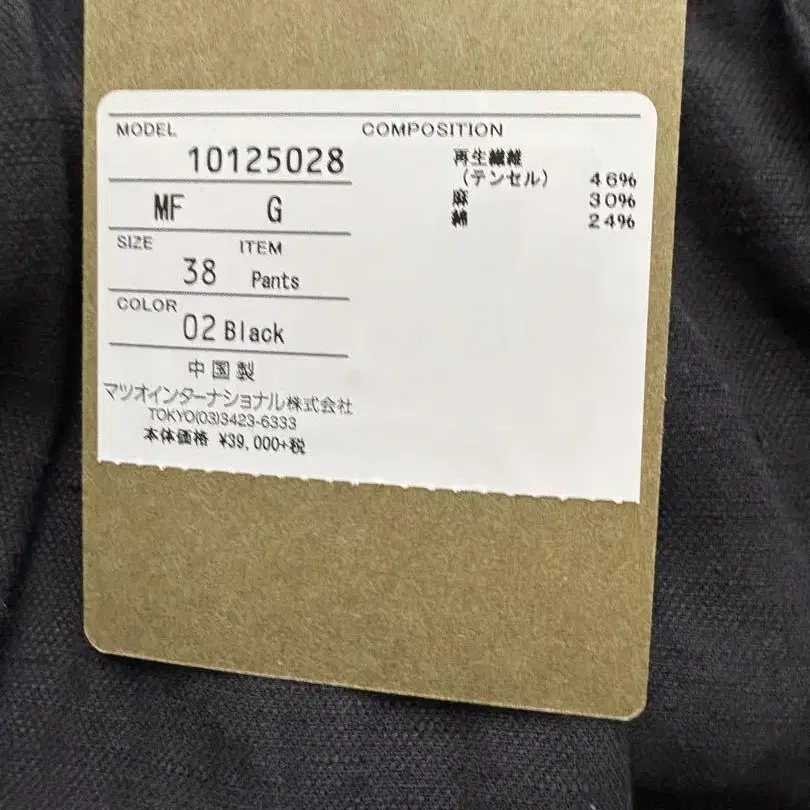 MODEL
10125028
MF G
SIZE ITEM
38 Pants
COLOR
02 Black
中国製
マツオインターナショナル株式会社
TOKYO(03)3423-6333
本体価格 ¥39,000+税
COMPOSITION
再生繊維
(テンセル) 46%
麻 30%
綿 24%